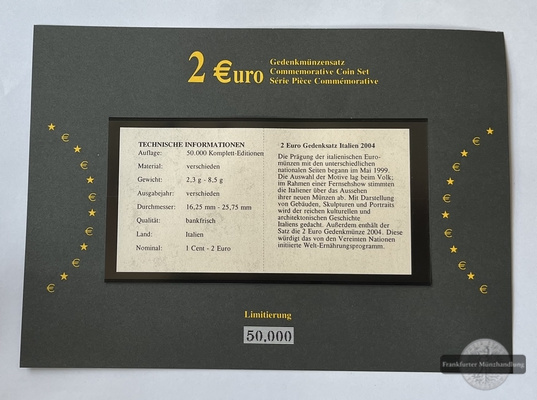 2 €uro
Gedenkmünzensatz
Commemorative Coin Set
Série Pièce Commémorative
TECHNISCHE INFORMATIONEN
Auflage: 50.000 Komplett-Editionen
Material: verschieden
Gewicht: 2,3 g - 8,5 g
Ausgabejahr: verschieden
Durchmesser: 16,25 mm - 25,75 mm
Qualität: bankfrisch
Land: Italien
Nominal: 1 Cent - 2 Euro
2 Euro Gedenksatz Italien 2004
Die Prägung der italienischen Euro-
münzen mit den unterschiedlichen
nationalen Seiten begann im Mai 1999.
Die Auswahl der Motive lag beim Volk;
im Rahmen einer Fernsehshow stimmten
die Italiener über das Aussehen
ihrer neuen Münzen ab. Mit Darstellung
von Gebäuden, Skulpturen und Portraits
wird der reichen kulturellen und
architektonischen Geschichte
Italiens gedacht. Außerdem enthält der
Satz die 2 Euro Gedenkmünze 2004. Diese
würdigt das von den Vereinten Nationen
initiierte Welt-Ernährungsprogramm.
Limitierung
50.000
Frankfurter Münzhandlung